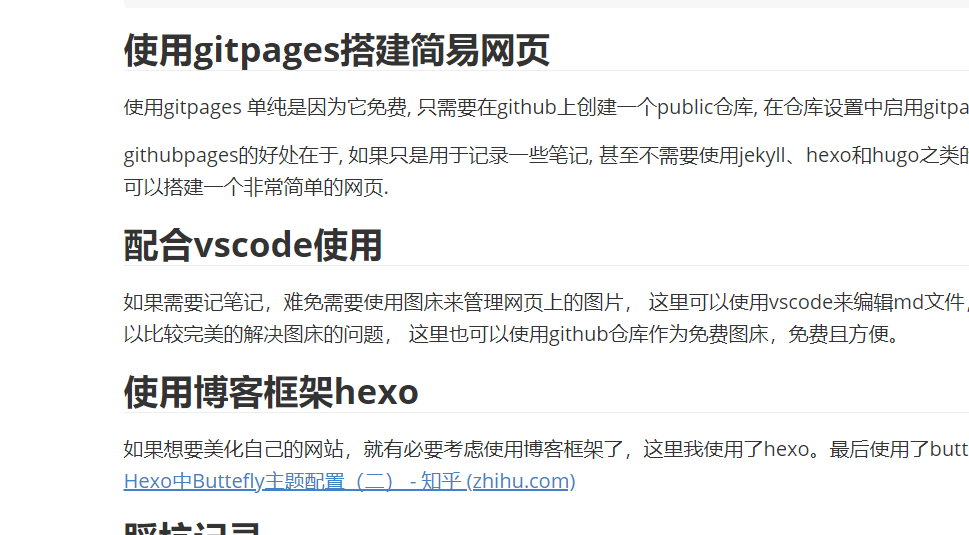 使用gitpages搭建简易网页
使用gitpages 单纯是因为它免费, 只需要在github上创建一个public仓库, 在仓库设置中启用gitpa
githubpages的好处在于, 如果只是用于记录一些笔记, 甚至不需要使用jekyll、hexo和hugo之类的
可以搭建一个非常简单的网页.
配合vscode使用
如果需要记笔记，难免需要使用图床来管理网页上的图片， 这里可以使用vscode来编辑md文件,
以比较完美的解决图床的问题， 这里也可以使用github仓库作为免费图床，免费且方便。
使用博客框架hexo
如果想要美化自己的网站，就有必要考虑使用博客框架了，这里我使用了hexo。最后使用了butt
Hexo中Buttefly主题配置（二） - 知乎 (zhihu.com)
踩坑记录